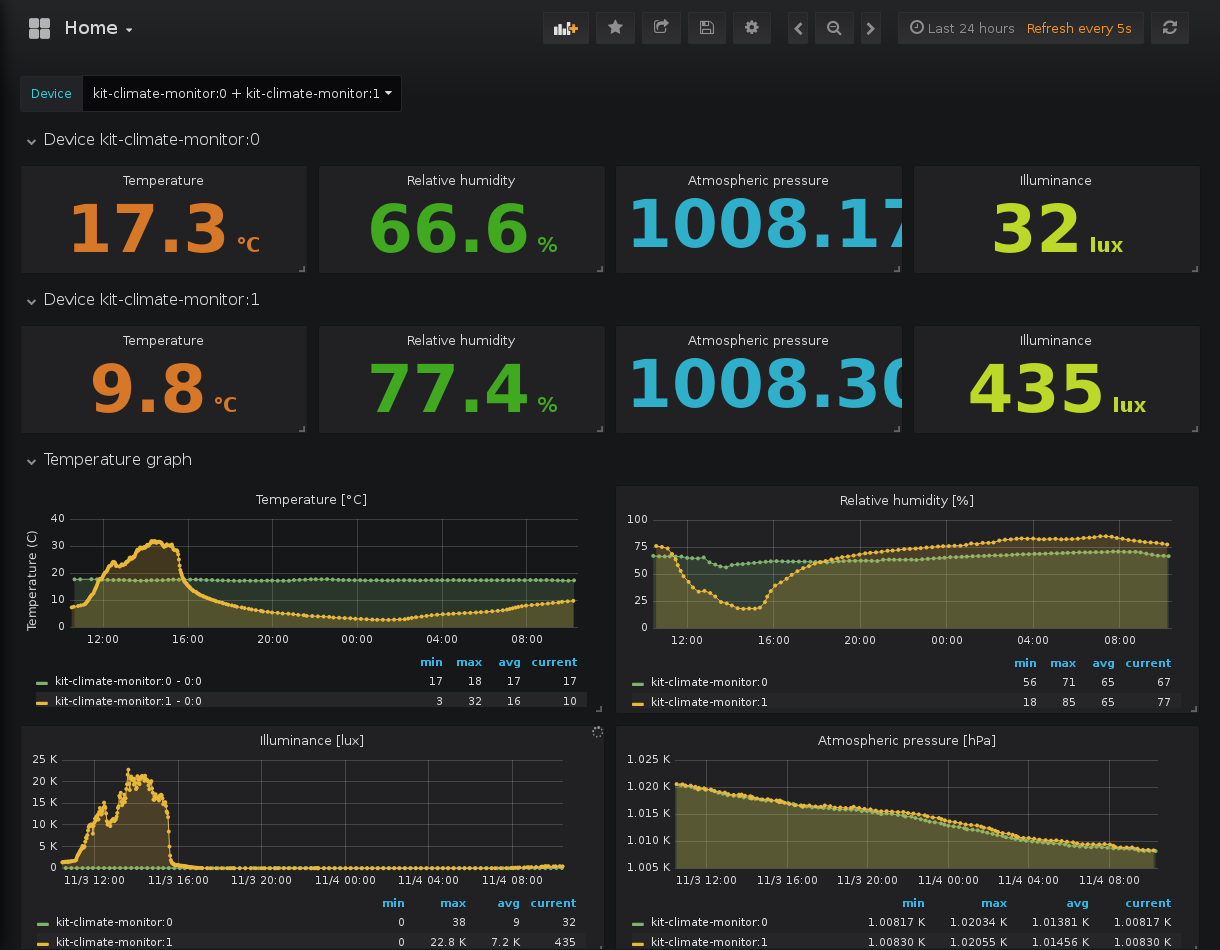 Home
Last 24 hours Refresh every 5s
Device kit-climate-monitor:0 + kit-climate-monitor:1
Device kit-climate-monitor:0
Temperature Relative humidity Atmospheric pressure Illuminance
17.3 °C 66.6 % 1008.17 32 lux
Device kit-climate-monitor:1
Temperature Relative humidity Atmospheric pressure Illuminance
9.8 °C 77.4 % 1008.30 435 lux
Temperature graph
Temperature [°C]
Temperature (C)
40
30
20
10
0
12:00 16:00 20:00 00:00 04:00 08:00
min max avg current
kit-climate-monitor:0 - 0:0 17 18 17 17
kit-climate-monitor:1 - 0:0 3 32 16 10
Relative humidity [%]
100
75
50
25
0
12:00 16:00 20:00 00:00 04:00 08:00
min max avg current
kit-climate-monitor:0 56 71 65 67
kit-climate-monitor:1 18 85 65 77
Illuminance [lux]
25 K
20 K
15 K
10 K
5 K
0
11/3 12:00 11/3 16:00 11/3 20:00 11/4 00:00 11/4 04:00 11/4 08:00
min max avg current
kit-climate-monitor:0 0 38 9 32
kit-climate-monitor:1 0 22.8 K 7.2 K 435
Atmospheric pressure [hPa]
1.025 K
1.020 K
1.015 K
1.010 K
1.005 K
11/3 12:00 11/3 16:00 11/3 20:00 11/4 00:00 11/4 04:00 11/4 08:00
min max avg current
kit-climate-monitor:0 1.00817 K 1.02034 K 1.01381 K 1.00817 K
kit-climate-monitor:1 1.00830 K 1.02055 K 1.01456 K 1.00830 K